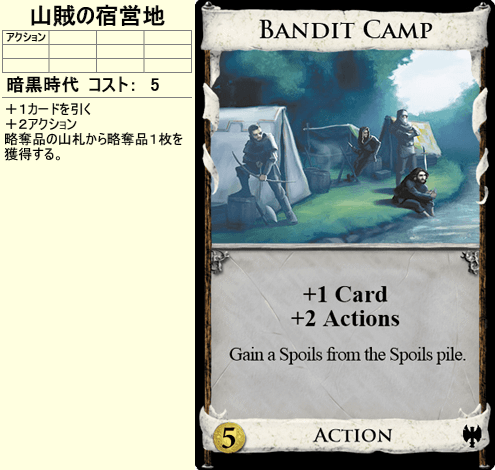 山賊の宿営地
アクション
暗黒時代 コスト： 5
＋１カードを引く
＋２アクション
略奪品の山札から略奪品１枚を
獲得する。
BANDIT CAMP
+1 Card
+2 Actions
Gain a Spoils from the Spoils pile.
5
ACTION